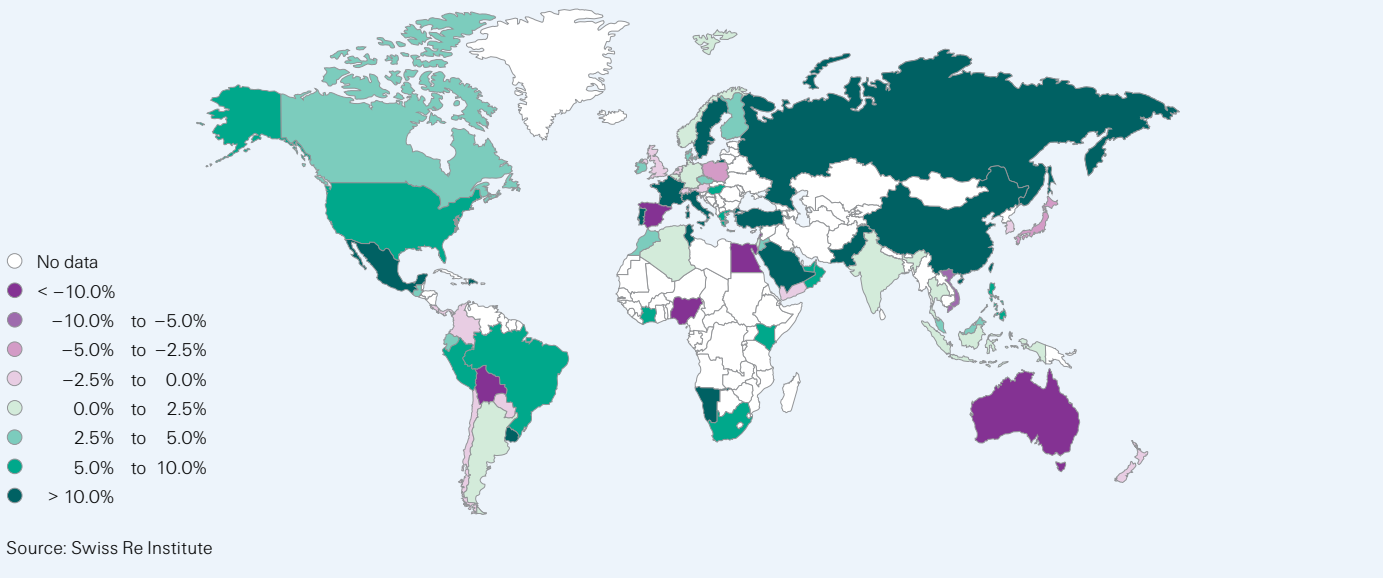 No data
< −10.0%
−10.0% to −5.0%
−5.0% to −2.5%
−2.5% to 0.0%
0.0% to 2.5%
2.5% to 5.0%
5.0% to 10.0%
> 10.0%
Source: Swiss Re Institute